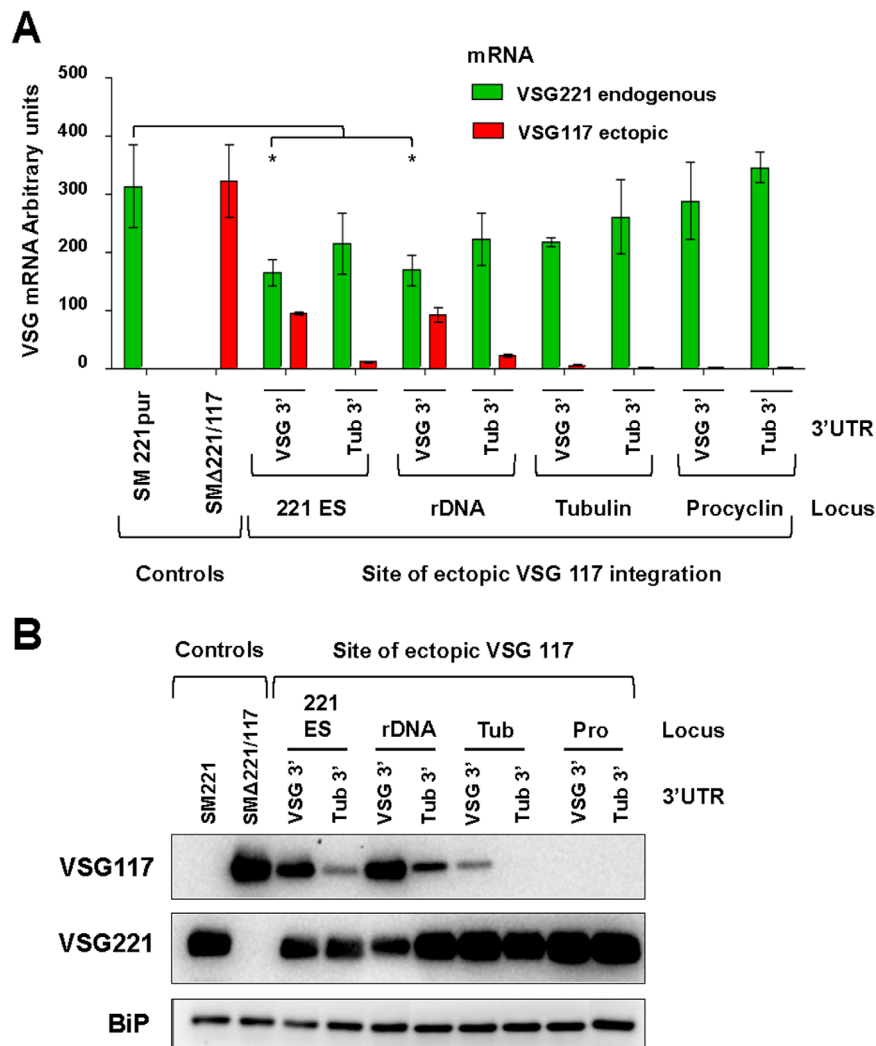 A
mRNA
VSG221 endogenous
VSG117 ectopic
VSG mRNA Arbitrary units
500
400
300
200
100
0
* *
SM 221pur
SMΔ221/117
VSG 3'
Tub 3'
VSG 3'
Tub 3'
VSG 3'
Tub 3'
VSG 3'
Tub 3'
3'UTR
221 ES rDNA Tubulin Procyclin Locus
Controls Site of ectopic VSG 117 integration
B
Controls Site of ectopic VSG 117
221
ES rDNA Tub Pro Locus
SM221
SMΔ221/117
VSG 3'
Tub 3'
VSG 3'
Tub 3'
VSG 3'
Tub 3'
VSG 3'
Tub 3'
3'UTR
VSG117
VSG221
BiP